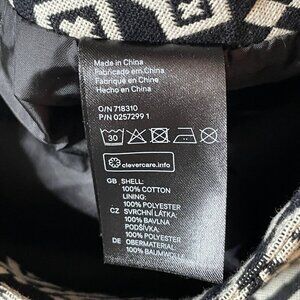 Made in China
Fabricado em China
Fabriqué en Chine
Hecho en China
O/N 718310
P/N 0257299 1
30
clevercare.info
GB SHELL:
100% COTTON
LINING:
100% POLYESTER
CZ SVRCHNÍ LÁTKA:
100% BAVLNA
PODŠÍVKA:
100% POLYESTER
DE OBERMATERIAL:
100% BAUMWOLLE